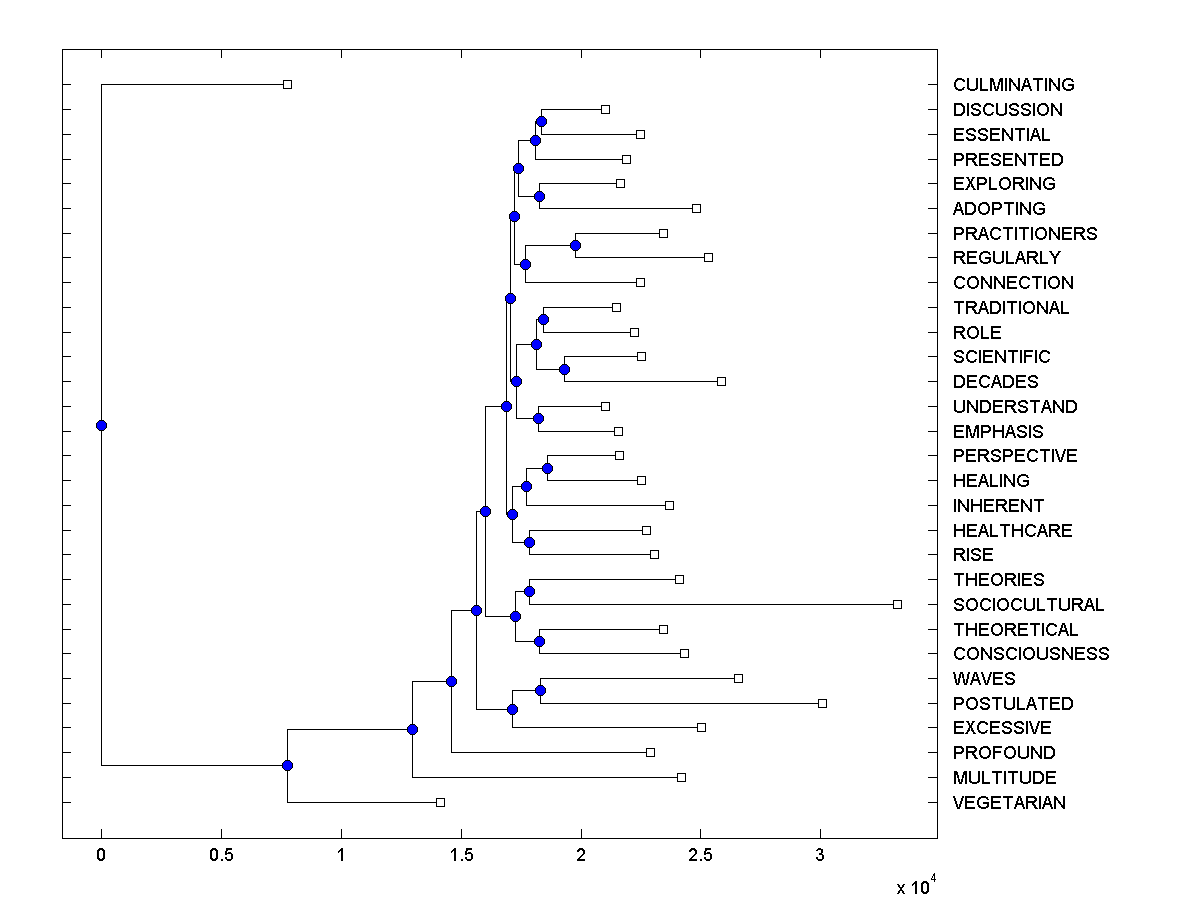 CULMINATING
DISCUSSION
ESSENTIAL
PRESENTED
EXPLORING
ADOPTING
PRACTITIONERS
REGULARLY
CONNECTION
TRADITIONAL
ROLE
SCIENTIFIC
DECADES
UNDERSTAND
EMPHASIS
PERSPECTIVE
HEALING
INHERENT
HEALTHCARE
RISE
THEORIES
SOCIOCULTURAL
THEORETICAL
CONSCIOUSNESS
WAVES
POSTULATED
EXCESSIVE
PROFOUND
MULTITUDE
VEGETARIAN
0 0.5 1 1.5 2 2.5 3
x 10^4